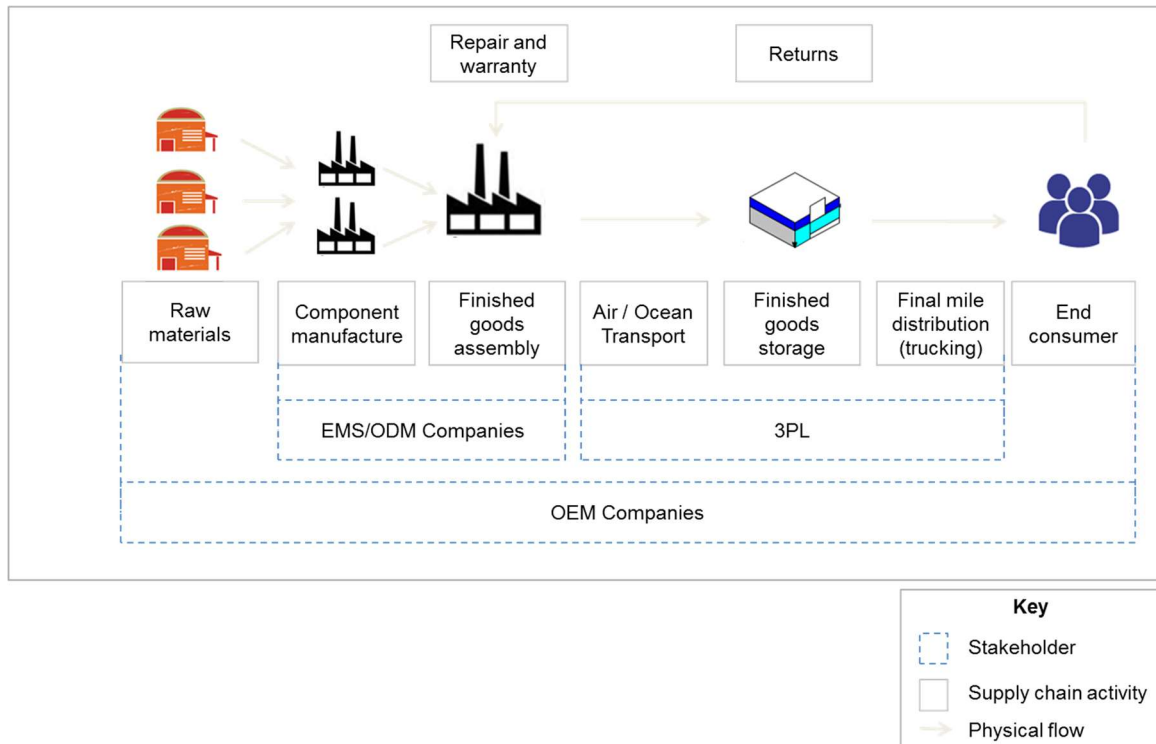 Repair and
warranty
Returns
Raw
materials
Component
manufacture
Finished
goods
assembly
Air / Ocean
Transport
Finished
goods
storage
Final mile
distribution
(trucking)
End
consumer
EMS/ODM Companies
3PL
OEM Companies
Key
Stakeholder
Supply chain activity
Physical flow